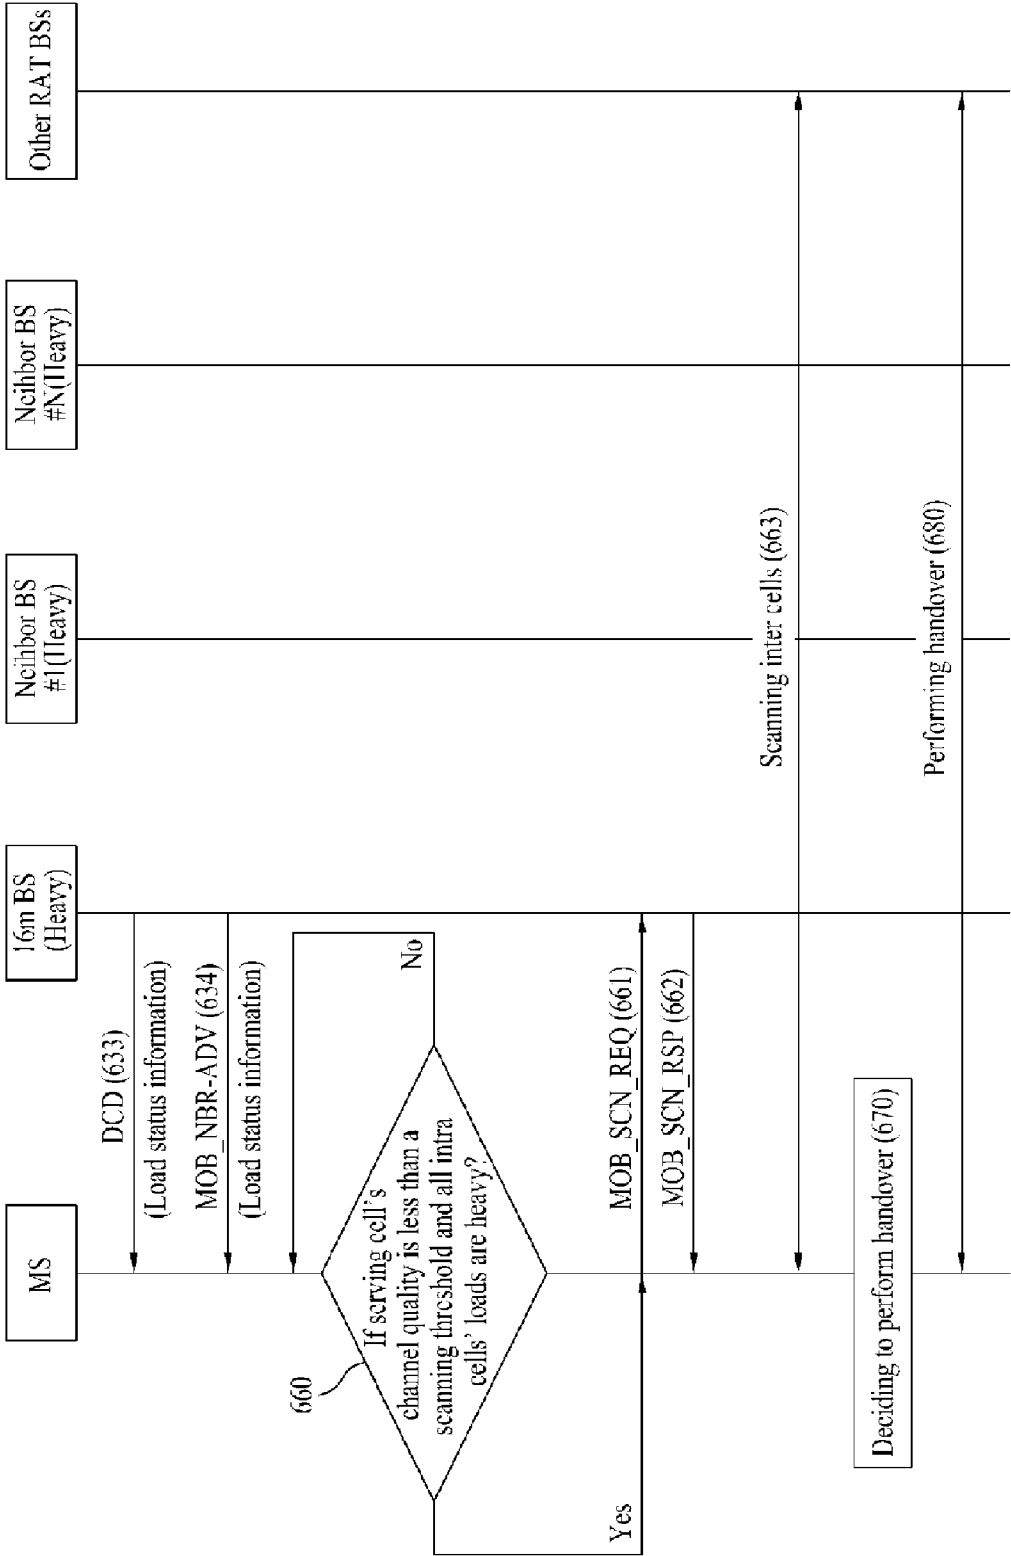 MS
16m BS
(Heavy)
Neihbor BS
#1(Heavy)
Neihbor BS
#N(Heavy)
Other RAT BSs
DCD (633)
(Load status information)
MOB_NBR-ADV (634)
(Load status information)
660
If serving cell's
channel quality is less than a
scanning threshold and all intra
cells' loads are heavy?
No
Yes
MOB_SCN_REQ (661)
MOB_SCN_RSP (662)
Scanning inter cells (663)
Deciding to perform handover (670)
Performing handover (680)